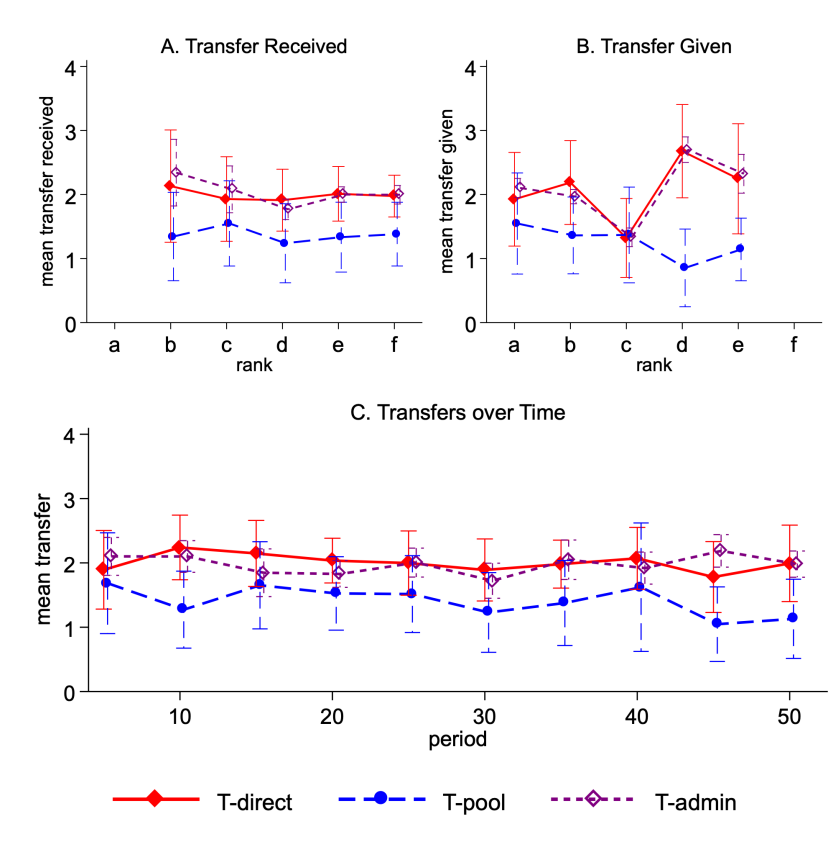 A. Transfer Received
mean transfer received
4
3
2
1
0
a b c d e f
rank
B. Transfer Given
mean transfer given
4
3
2
1
0
a b c d e f
rank
C. Transfers over Time
mean transfer
4
3
2
1
0
10 20 30 40 50
period
T-direct T-pool T-admin